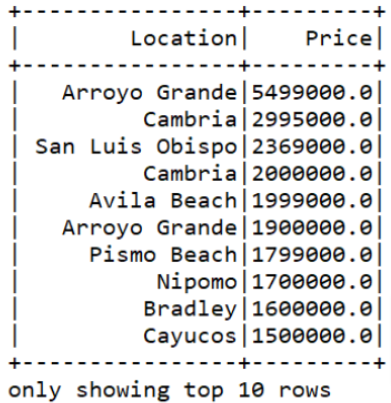 +----------------+---------+
|        Location|    Price|
+----------------+---------+
|   Arroyo Grande|5499000.0|
|         Cambria|2995000.0|
| San Luis Obispo|2369000.0|
|         Cambria|2000000.0|
|     Avila Beach|1999000.0|
|   Arroyo Grande|1900000.0|
|     Pismo Beach|1799000.0|
|          Nipomo|1700000.0|
|         Bradley|1600000.0|
|         Cayucos|1500000.0|
+----------------+---------+
only showing top 10 rows